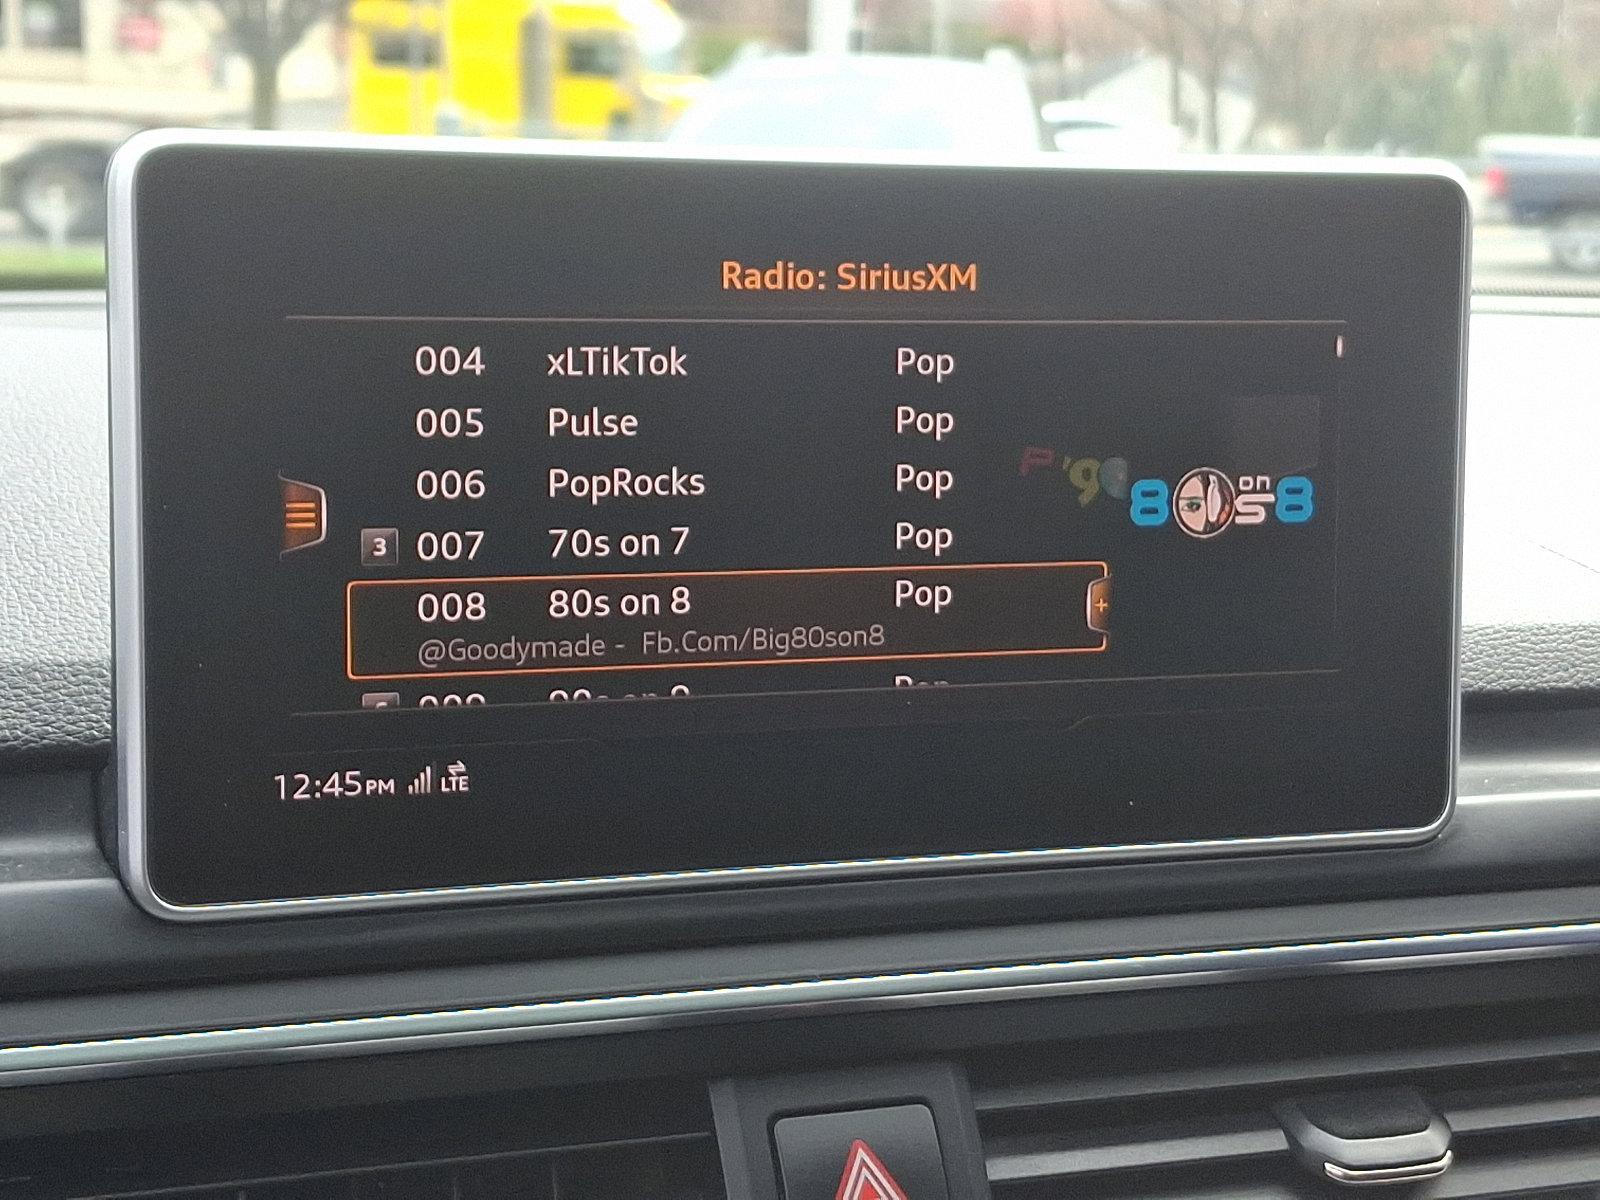 Radio: SiriusXM
004 xLTikTok Pop
005 Pulse Pop
006 PopRocks Pop
3 007 70s on 7 Pop
008 80s on 8 Pop
@Goodymade - Fb.Com/Big80son8
80s on 8
12:45PM LTE